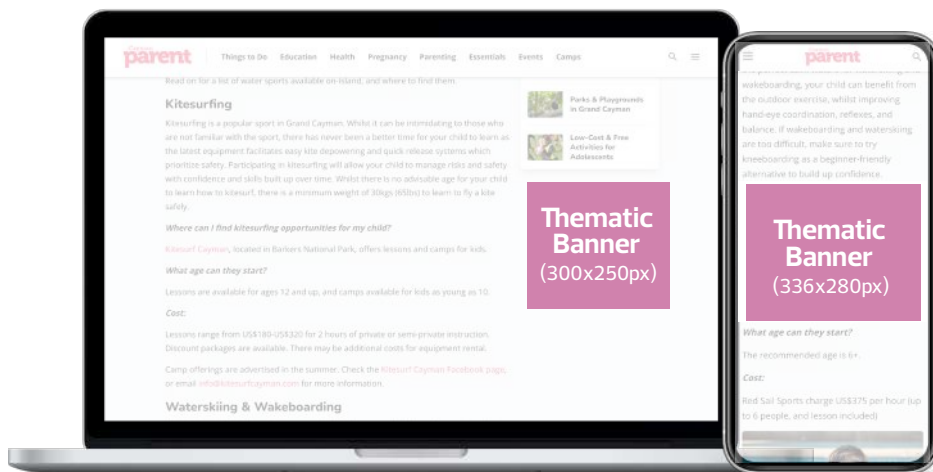 Cayman
parent
Things to Do Education Health Pregnancy Parenting Essentials Events Camps
Read on for a list of water sports available on island, and where to find them.
Kitesurfing
Kitesurfing is a popular sport in Grand Cayman. Whilst it can be intimidating to those who
are not familiar with the sport, there has never been a better time for your child to learn as
the latest equipment facilitates easy kite depowering and quick release systems which
prioritise safety. Participating in kitesurfing will allow your child to manage risks and safety
with confidence and skills built up over time. Whilst there is no advisable age for your child
to learn how to kitesurf, there is a minimum weight of 30kgs (65lbs) to learn to fly a kite
safely.
Where can I find kitesurfing opportunities for my child?
Kitesurf Cayman, located in Barkers National Park, offers lessons and camps for kids.
What age can they start?
Lessons are available for ages 12 and up, and camps available for kids as young as 10.
Cost:
Lessons range from US$180-US$320 for 2 hours of private or semi-private instruction.
Discount packages are available. There may be additional costs for equipment rental.
Camp offerings are advertised in the summer. Check the Kitesurf Cayman Facebook page,
or email info@kitesurfcayman.com for more information.
Waterskiing & Wakeboarding
Parks & Playgrounds
in Grand Cayman
Low-Cost & Free
Activities for
Adolescents
Thematic
Banner
(300x250px)
parent
wakeboarding, your child can benefit from
the outdoor exercise, whilst improving
hand-eye coordination, reflexes, and
balance. If wakeboarding and waterskiing
are too difficult, make sure to try
kneeboarding as a beginner-friendly
alternative to build up confidence.
Thematic
Banner
(336x280px)
What age can they start?
The recommended age is 6+.
Cost:
Red Sail Sports charge US$375 per hour (up
to 6 people, and lesson included)